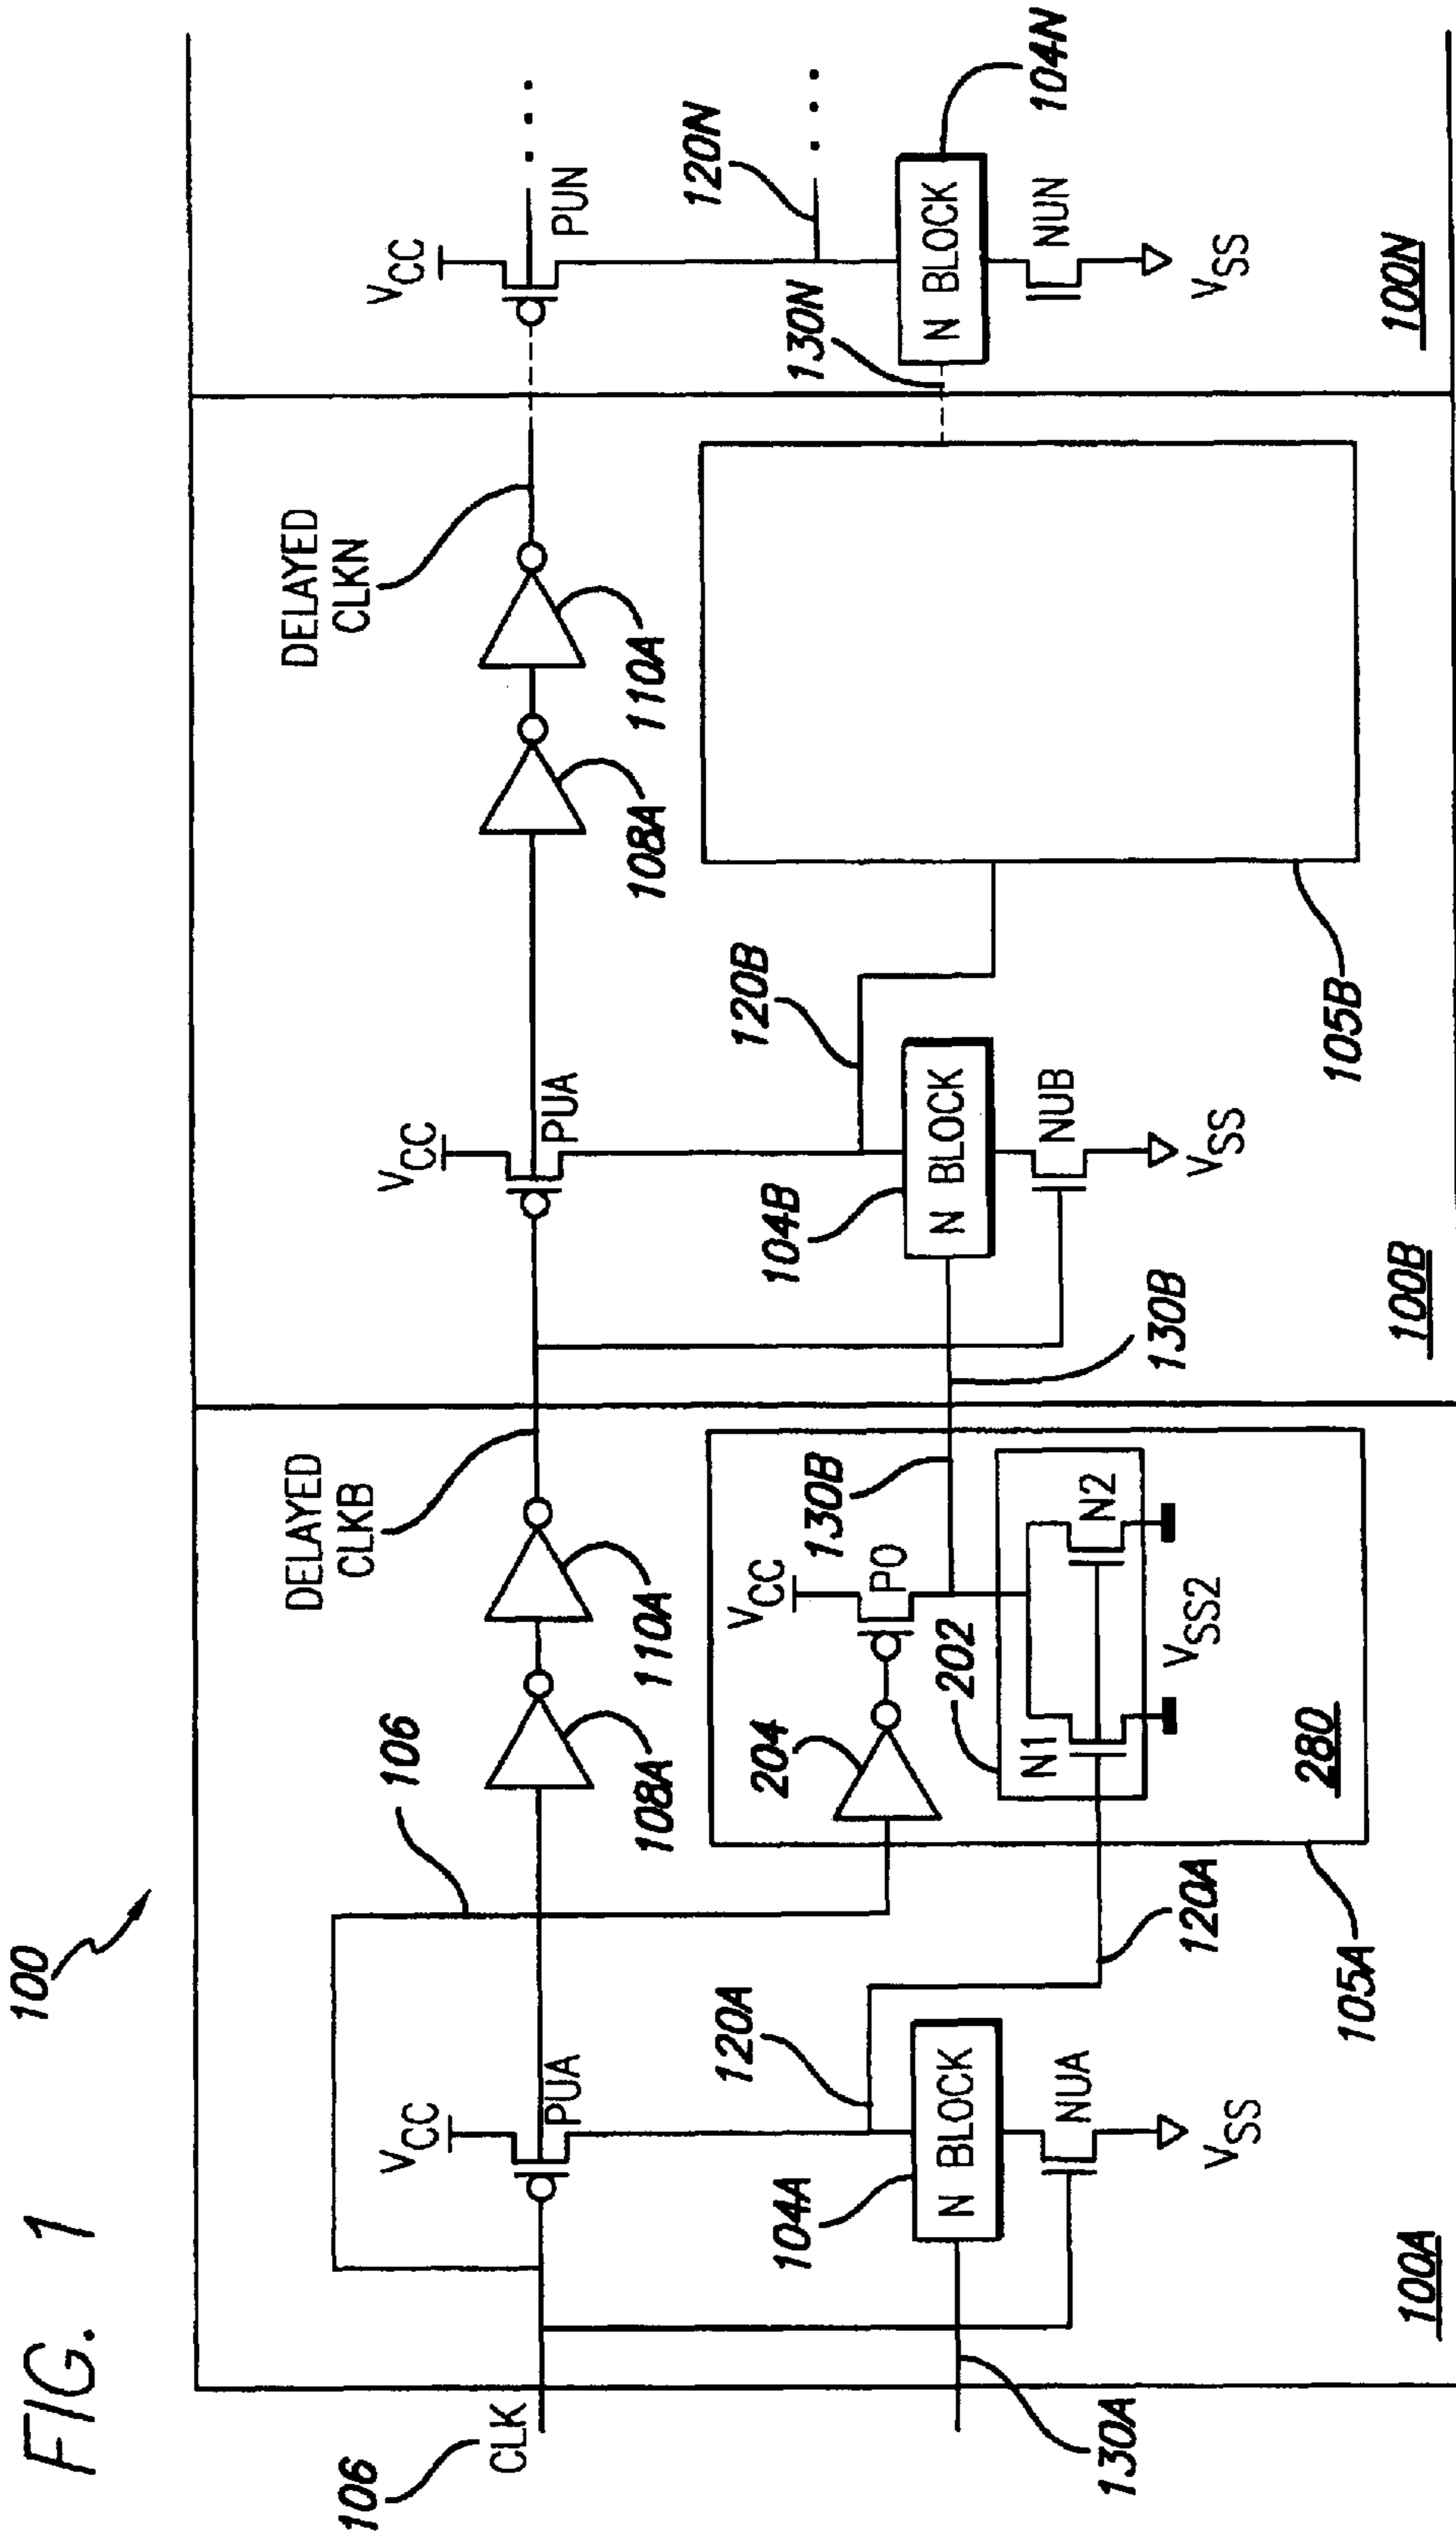 FIG. 1
100
106
CLK
130A
VCC
PUA
106
108A
110A
DELAYED
CLKB
120A
104A
N BLOCK
NUA
VSS
120A
204
VCC
PO
130B
202
N1
N2
VSS2
280
105A
100A
130B
VCC
PUA
108A
110A
DELAYED
CLKN
120B
104B
N BLOCK
NUB
VSS
105B
100B
130N
VCC
PUN
...
120N
...
N BLOCK
104N
NUN
VSS
100N